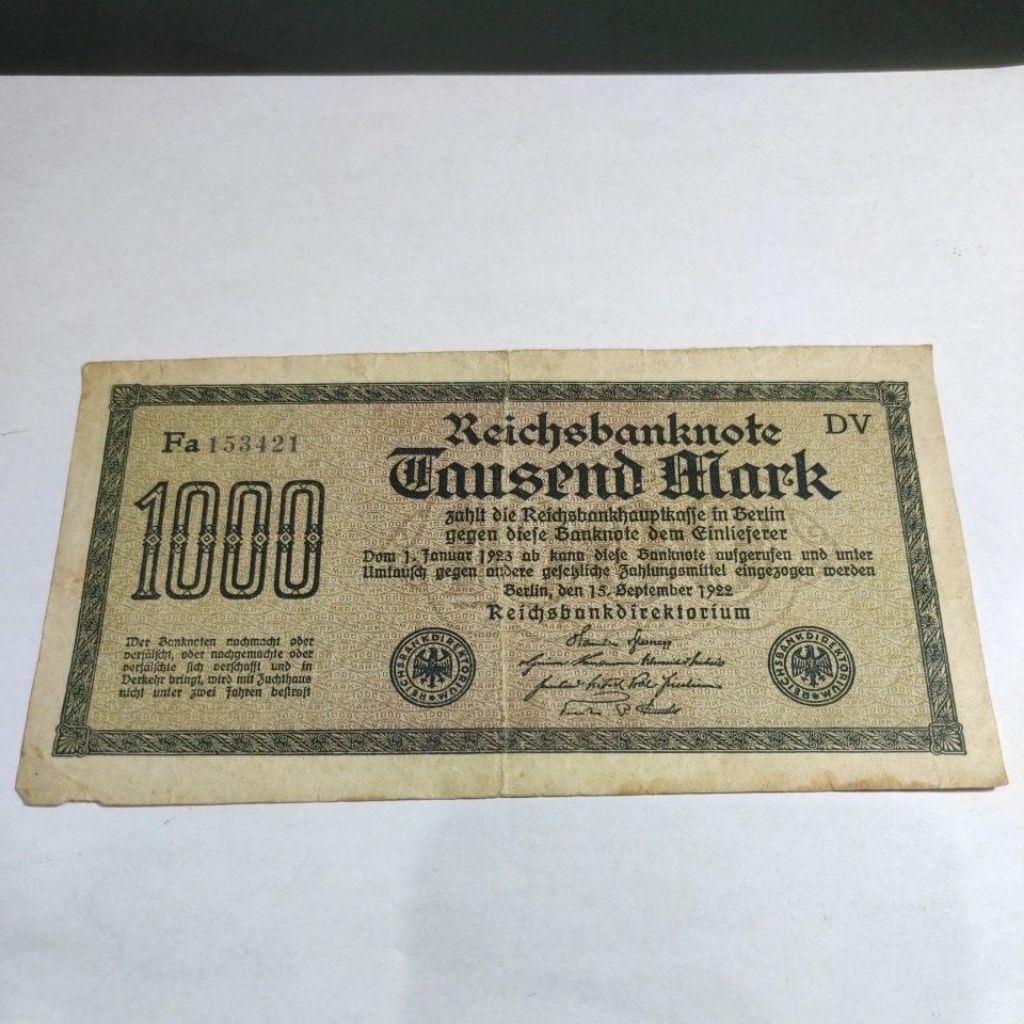 Fa 153421
Reichsbanknote
DV
Tausend Mark
1000
zahlt die Reichsbankhauptkasse in Berlin
gegen diese Banknote dem Einlieferer
Vom 1. Januar 1923 ab kann diese Banknote aufgerufen und unter
Umtausch gegen andere gesetzliche Zahlungsmittel eingezogen werden
Berlin, den 15. September 1922
Reichsbankdirektorium
Wer Banknoten nachmacht oder
verfälscht, oder nachgemachte oder
verfälschte sich verschafft und in
Verkehr bringt, wird mit Zuchthaus
nicht unter zwei Jahren bestraft
REICHSBANKDIREKTORIUM
REICHSBANKDIREKTORIUM